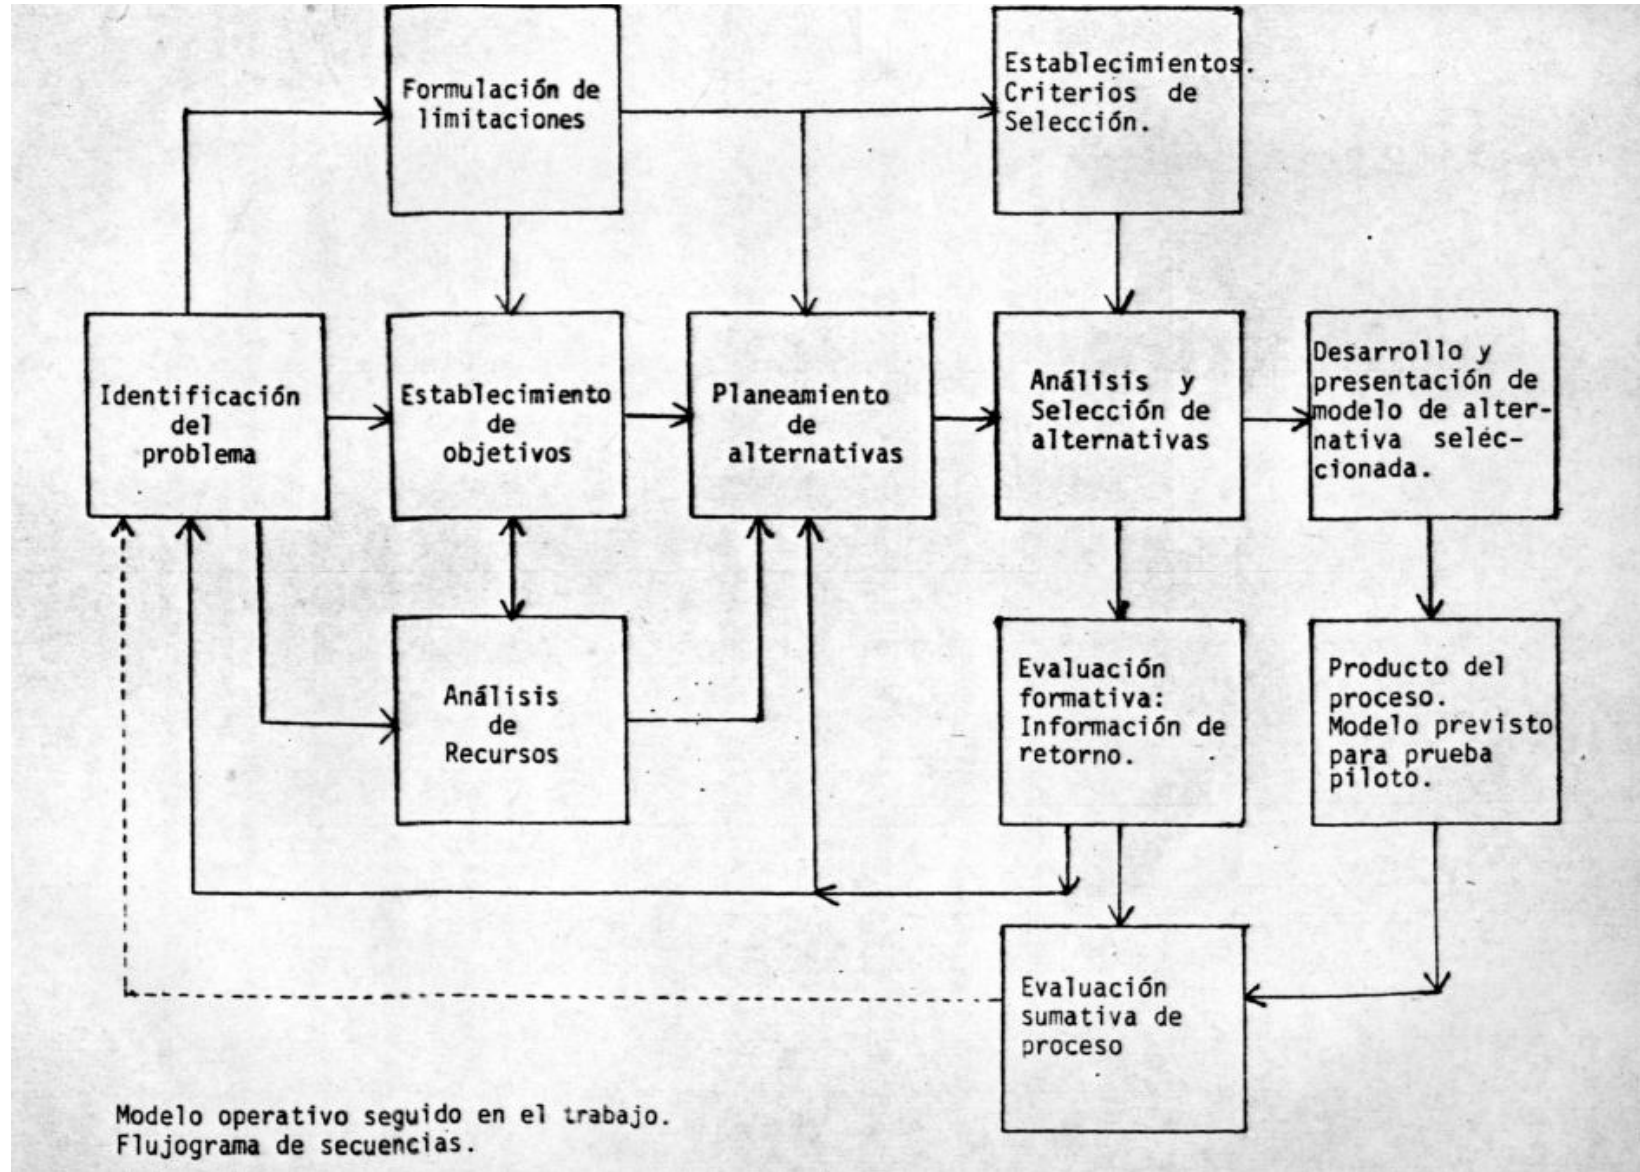 Formulación de
limitaciones
Establecimientos.
Criterios de
Selección.
Identificación
del
problema
Establecimiento
de
objetivos
Planeamiento
de
alternativas
Análisis y
Selección de
alternativas
Desarrollo y
presentación de
modelo de alter-
nativa seléc-
cionada.
Análisis
de
Recursos
Evaluación
formativa:
Información de
retorno.
Producto del
proceso.
Modelo previsto
para prueba
piloto.
Evaluación
sumativa de
proceso
Modelo operativo seguido en el trabajo.
Flujograma de secuencias.